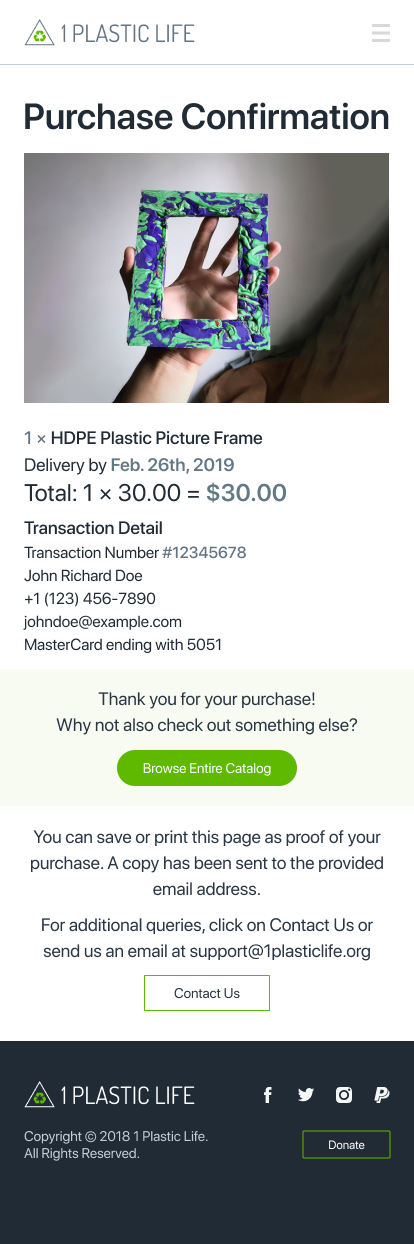 1 PLASTIC LIFE
Purchase Confirmation
1 × HDPE Plastic Picture Frame
Delivery by Feb. 26th, 2019
Total: 1 × 30.00 = $30.00
Transaction Detail
Transaction Number #12345678
John Richard Doe
+1 (123) 456-7890
johndoe@example.com
MasterCard ending with 5051
Thank you for your purchase!
Why not also check out something else?
Browse Entire Catalog
You can save or print this page as proof of your
purchase. A copy has been sent to the provided
email address.
For additional queries, click on Contact Us or
send us an email at support@1plasticlife.org
Contact Us
1 PLASTIC LIFE
Copyright © 2018 1 Plastic Life.
All Rights Reserved.
Donate